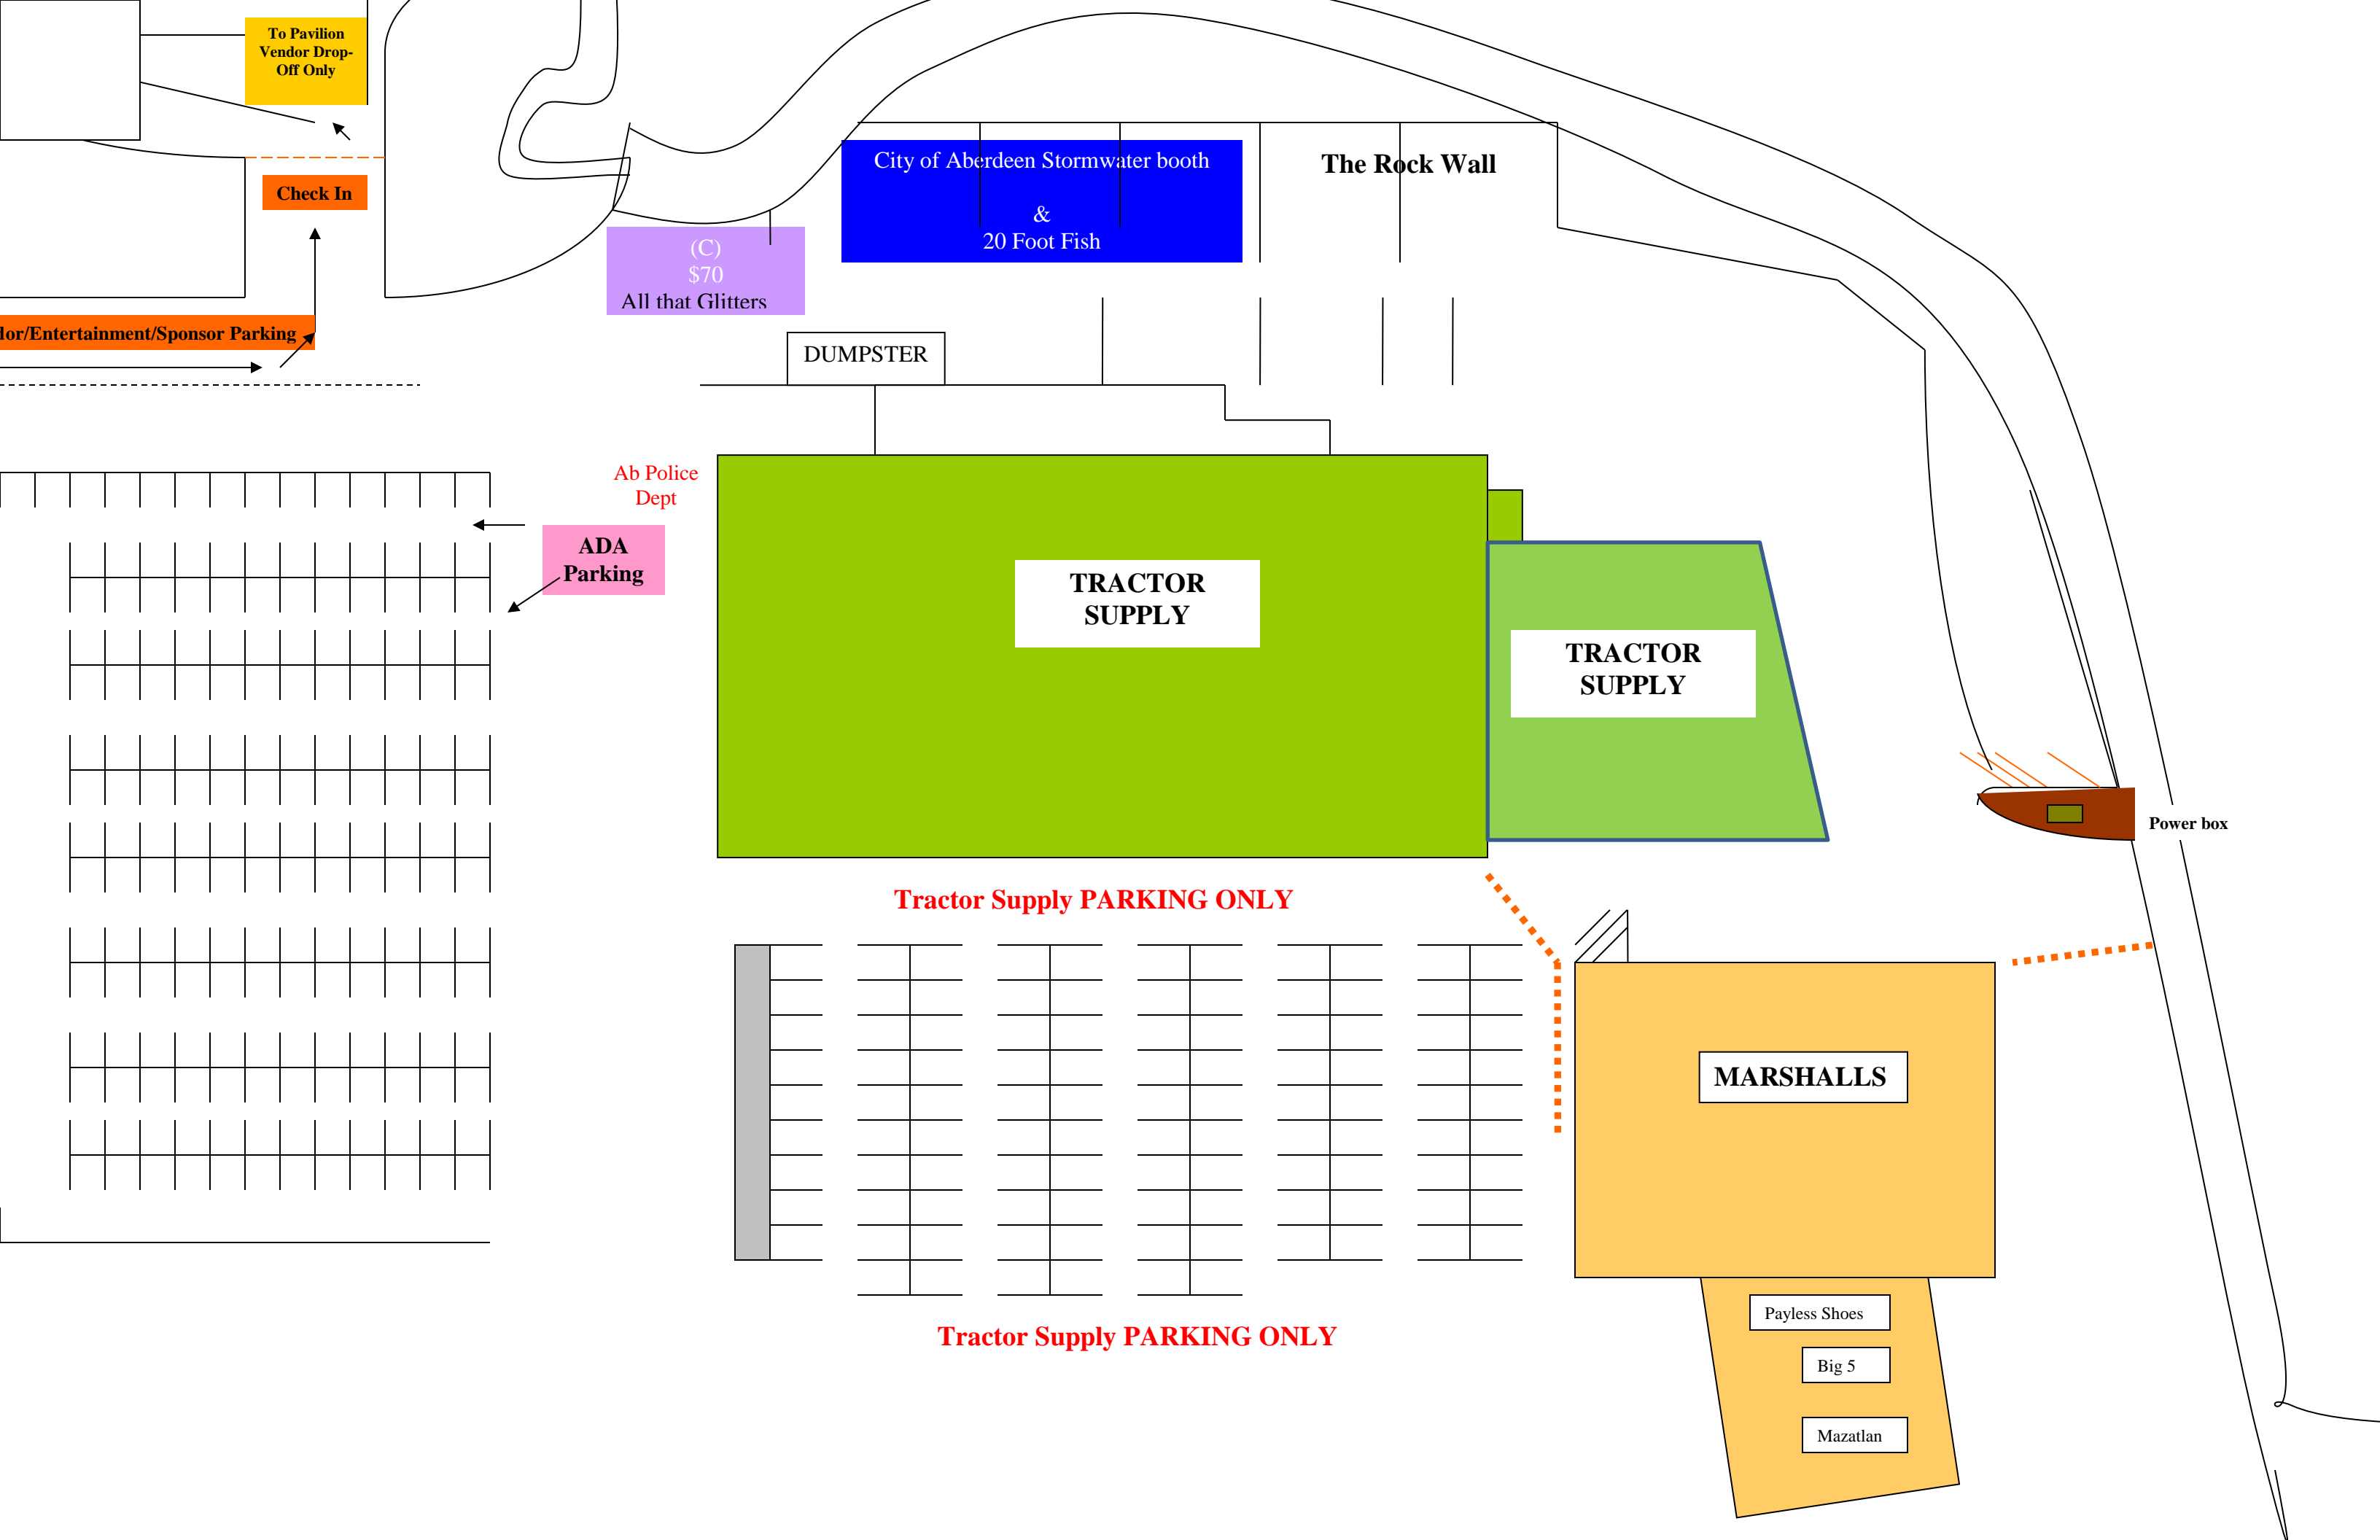 To Pavilion
Vendor Drop-
Off Only
Check In
City of Aberdeen Stormwater booth
&
20 Foot Fish
The Rock Wall
(C)
$70
All that Glitters
dor/Entertainment/Sponsor Parking
DUMPSTER
Ab Police
Dept
ADA
Parking
TRACTOR
SUPPLY
TRACTOR
SUPPLY
Power box
Tractor Supply PARKING ONLY
MARSHALLS
Payless Shoes
Tractor Supply PARKING ONLY
Big 5
Mazatlan